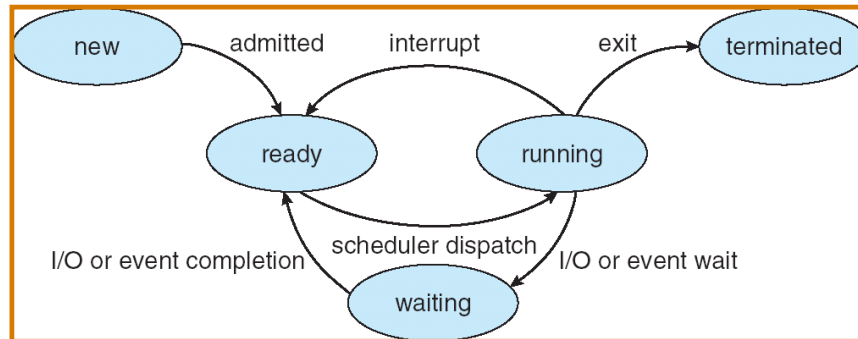 new
admitted
interrupt
exit
terminated
ready
running
scheduler dispatch
I/O or event completion
I/O or event wait
waiting